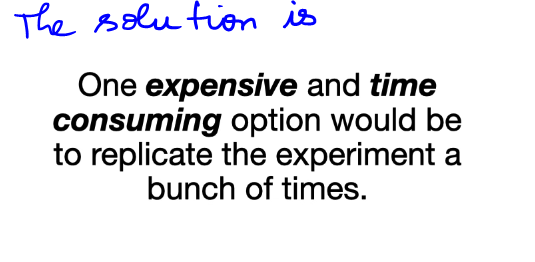 The solution is
One expensive and time
consuming option would be
to replicate the experiment a
bunch of times.